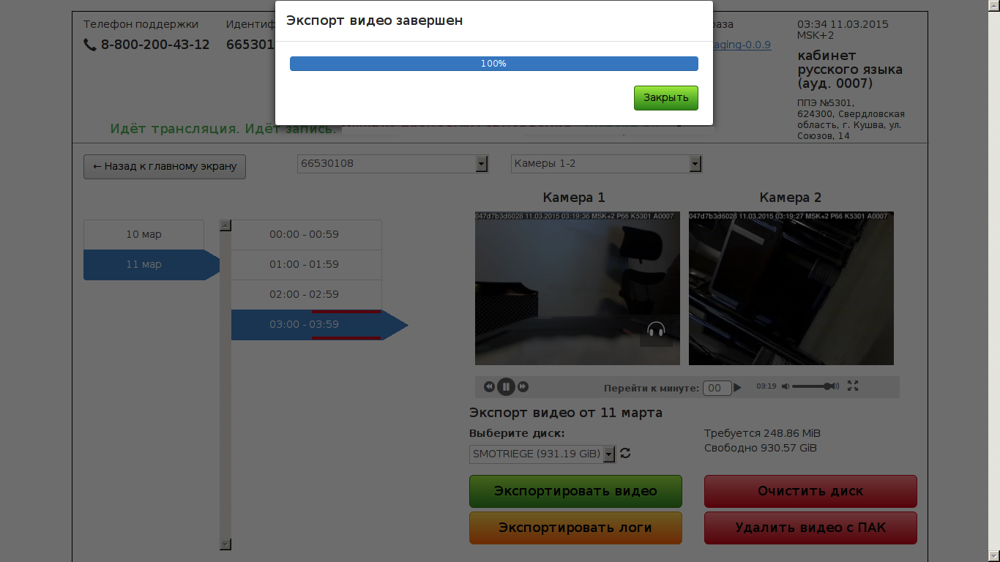 Экспорт видео завершен
100%
Закрыть
Телефон поддержки
8-800-200-43-12
665301
aging-0.0.9
03:34 11.03.2015
MSK+2
кабинет
русского языка
(ауд. 0007)
ППЭ №5301,
624300, Свердловская
область, г. Кушва, ул.
Союзов, 14
Идёт трансляция. Идёт запись.
← Назад к главному экрану
66530108
Камеры 1-2
Камера 1
Камера 2
10 мар
11 мар
00:00 - 00:59
01:00 - 01:59
02:00 - 02:59
03:00 - 03:59
047d7b3d6028 11.03.2015 03:19:36 MSK+2 P66 K5301 A0007
047d7b3d6028 11.03.2015 03:19:27 MSK+2 P66 K5301 A0007
Перейти к минуте: 00
03:19
Экспорт видео от 11 марта
Выберите диск:
SMOTRIEGE (931.19 GiB)
Требуется 248.86 MiB
Свободно 930.57 GiB
Экспортировать видео
Очистить диск
Экспортировать логи
Удалить видео с ПАК